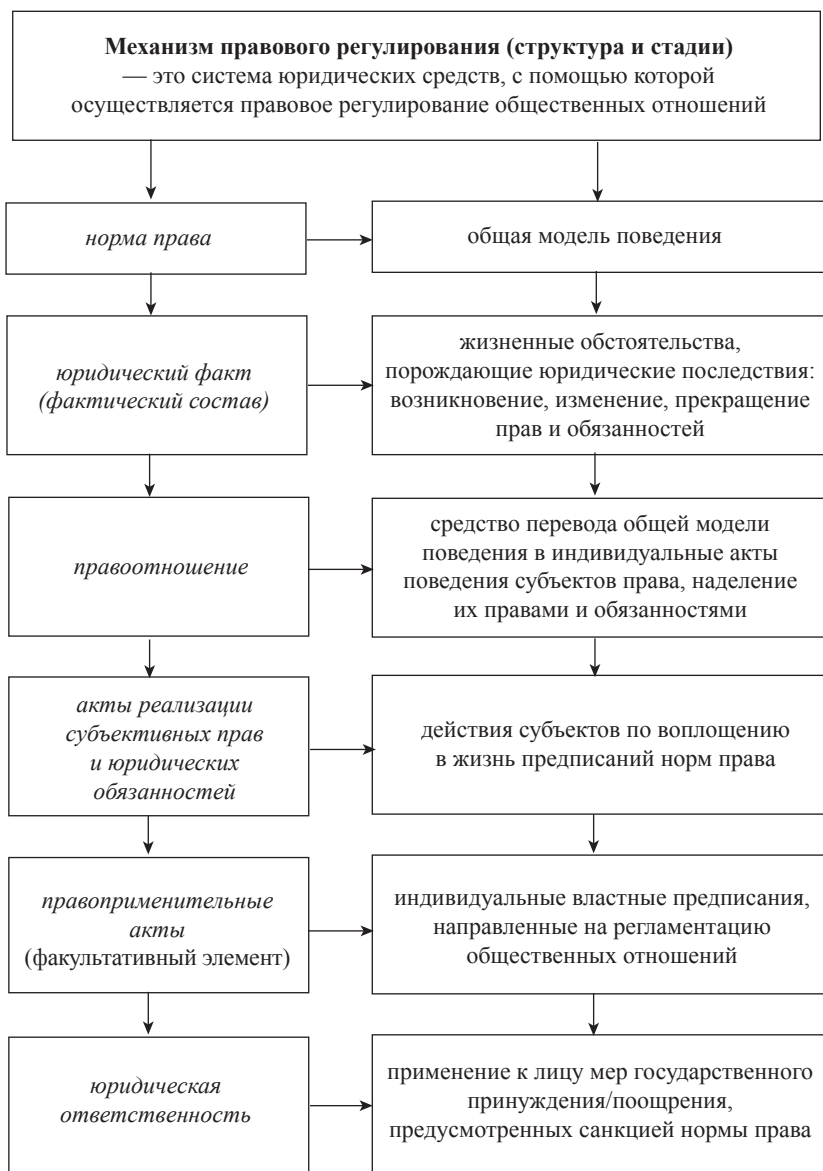 Механизм правового регулирования (структура и стадии)
— это система юридических средств, с помощью которой
осуществляется правовое регулирование общественных отношений
норма права
общая модель поведения
юридический факт
(фактический состав)
жизненные обстоятельства,
порождающие юридические последствия:
возникновение, изменение, прекращение
прав и обязанностей
правоотношение
средство перевода общей модели
поведения в индивидуальные акты
поведения субъектов права, наделение
их правами и обязанностями
акты реализации
субъективных прав
и юридических
обязанностей
действия субъектов по воплощению
в жизнь предписаний норм права
правоприменительные
акты
(факультативный элемент)
индивидуальные властные предписания,
направленные на регламентацию
общественных отношений
юридическая
ответственность
применение к лицу мер государственного
принуждения/поощрения,
предусмотренных санкцией нормы права